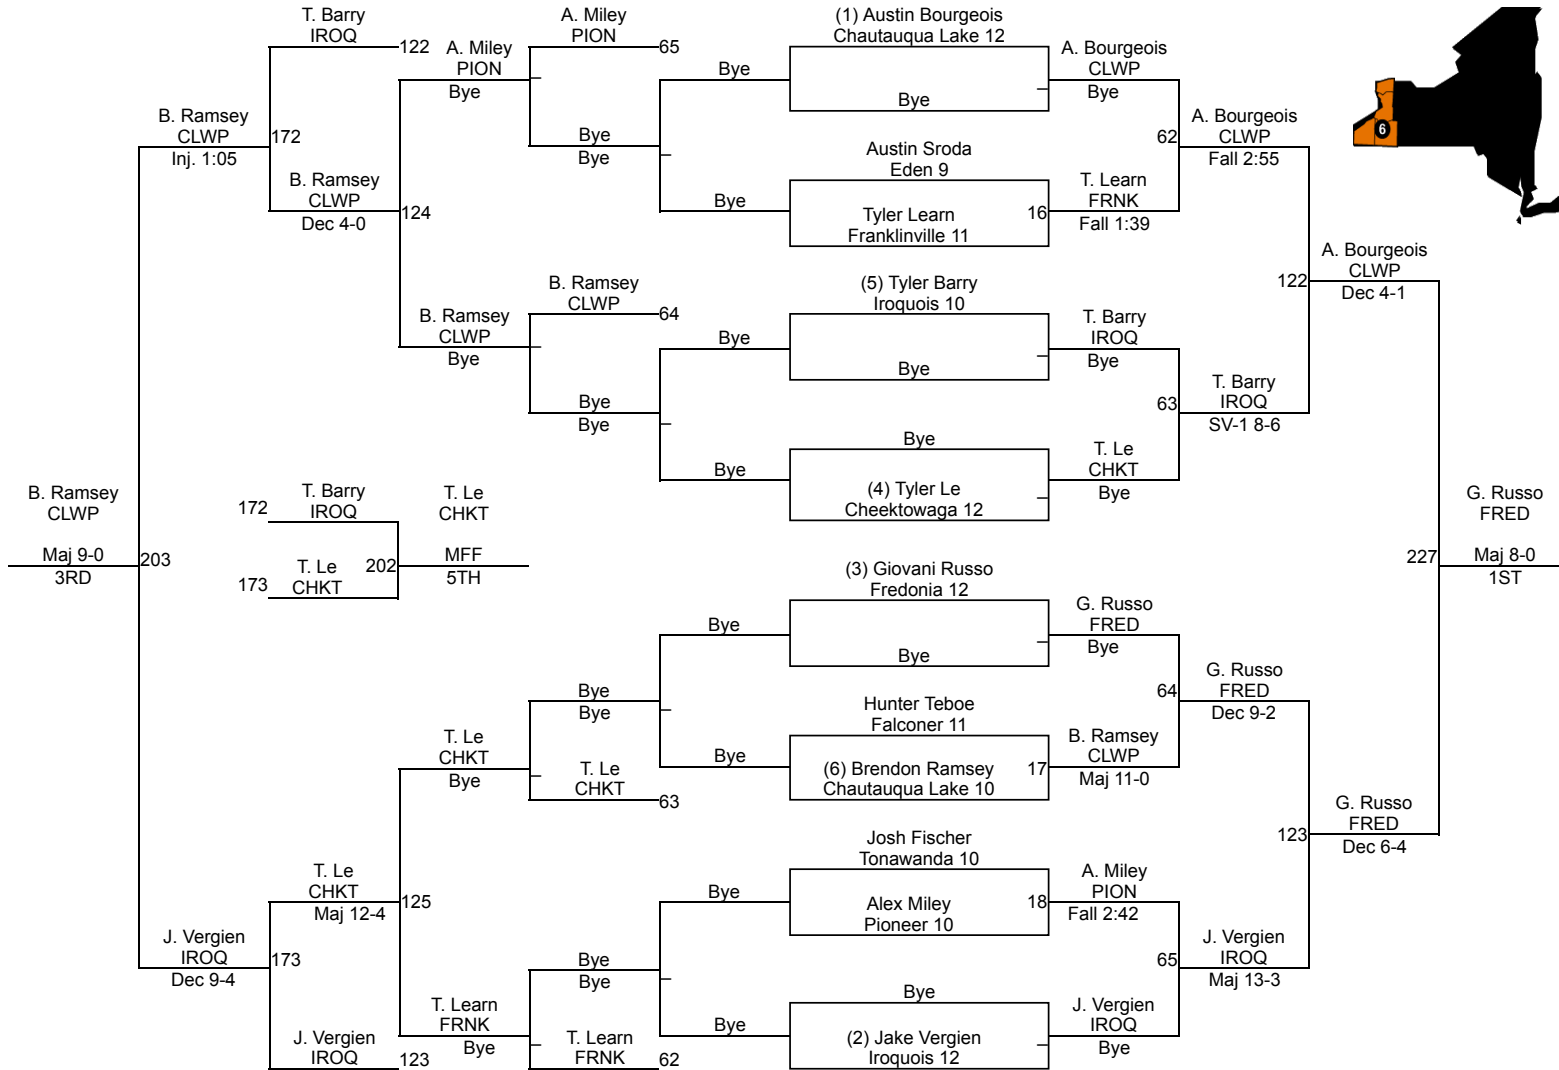 T. Barry
IROQ
122
A. Miley
PION
Bye
A. Miley
PION
65
Bye
Bye
Bye
Bye
(1) Austin Bourgeois
Chautauqua Lake 12
Bye
A. Bourgeois
CLWP
Bye
Austin Sroda
Eden 9
Tyler Learn
Franklinville 11
16
T. Learn
FRNK
Fall 1:39
62
A. Bourgeois
CLWP
Fall 2:55
6
B. Ramsey
CLWP
Inj. 1:05
172
B. Ramsey
CLWP
Dec 4-0
124
B. Ramsey
CLWP
Bye
B. Ramsey
CLWP
64
Bye
Bye
Bye
Bye
(5) Tyler Barry
Iroquois 10
Bye
T. Barry
IROQ
Bye
Bye
(4) Tyler Le
Cheektowaga 12
T. Le
CHKT
Bye
63
T. Barry
IROQ
SV-1 8-6
122
A. Bourgeois
CLWP
Dec 4-1
B. Ramsey
CLWP
Maj 9-0
3RD
203
172
T. Barry
IROQ
173
T. Le
CHKT
202
T. Le
CHKT
MFF
5TH
227
G. Russo
FRED
Maj 8-0
1ST
(3) Giovani Russo
Fredonia 12
Bye
G. Russo
FRED
Bye
Bye
Bye
Bye
Bye
Hunter Teboe
Falconer 11
(6) Brendon Ramsey
Chautauqua Lake 10
17
B. Ramsey
CLWP
Maj 11-0
64
G. Russo
FRED
Dec 9-2
T. Le
CHKT
Bye
T. Le
CHKT
63
123
G. Russo
FRED
Dec 6-4
T. Le
CHKT
Maj 12-4
125
Bye
Josh Fischer
Tonawanda 10
Alex Miley
Pioneer 10
18
A. Miley
PION
Fall 2:42
J. Vergien
IROQ
Dec 9-4
173
Bye
Bye
65
J. Vergien
IROQ
Maj 13-3
J. Vergien
IROQ
123
T. Learn
FRNK
Bye
T. Learn
FRNK
62
Bye
Bye
(2) Jake Vergien
Iroquois 12
J. Vergien
IROQ
Bye